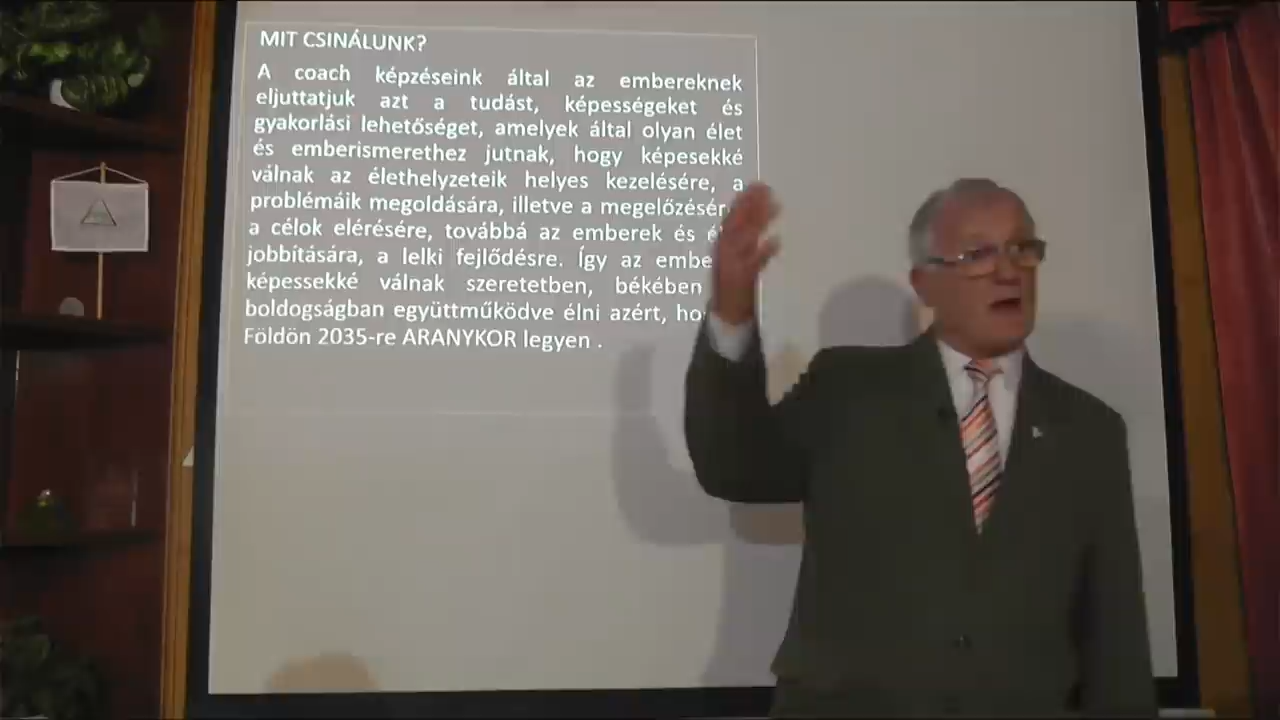 MIT CSINÁLUNK?
A coach képzéseink által az embereknek
eljuttatjuk azt a tudást, képességeket és
gyakorlási lehetőséget, amelyek által olyan élet
és emberismerethez jutnak, hogy képesekké
válnak az élethelyzeteik helyes kezelésére, a
problémáik megoldására, illetve a
a célok elérésére, továbbá az emberek és
jobbítására, a lelki fejlődésre. Így az
képessekké válnak szeretetben, békében
boldogságban együttműködve élni azért,
Földön 2035-re ARANYKOR legyen .